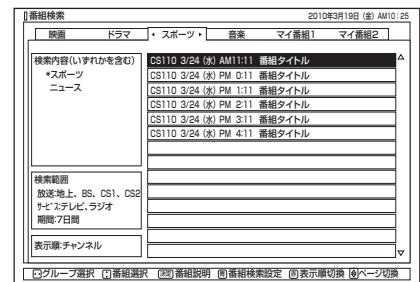 番組検索 2010年3月19日 (金) AM10:25
映画 ドラマ スポーツ 音楽 マイ番組1 マイ番組2
検索内容(いずれかを含む)
*スポーツ
ニュース
CS110 3/24 (水) AM11:11 番組タイトル
CS110 3/24 (水) PM 0:11 番組タイトル
CS110 3/24 (水) PM 1:11 番組タイトル
CS110 3/24 (水) PM 2:11 番組タイトル
CS110 3/24 (水) PM 3:11 番組タイトル
CS110 3/24 (水) PM 4:11 番組タイトル
検索範囲
放送:地上、BS、CS1、CS2
サービス:テレビ、ラジオ
期間:7日間
表示順:チャンネル
グループ選択 番組選択 決定 番組説明 青 番組検索設定 赤 表示順切換 ページ切換